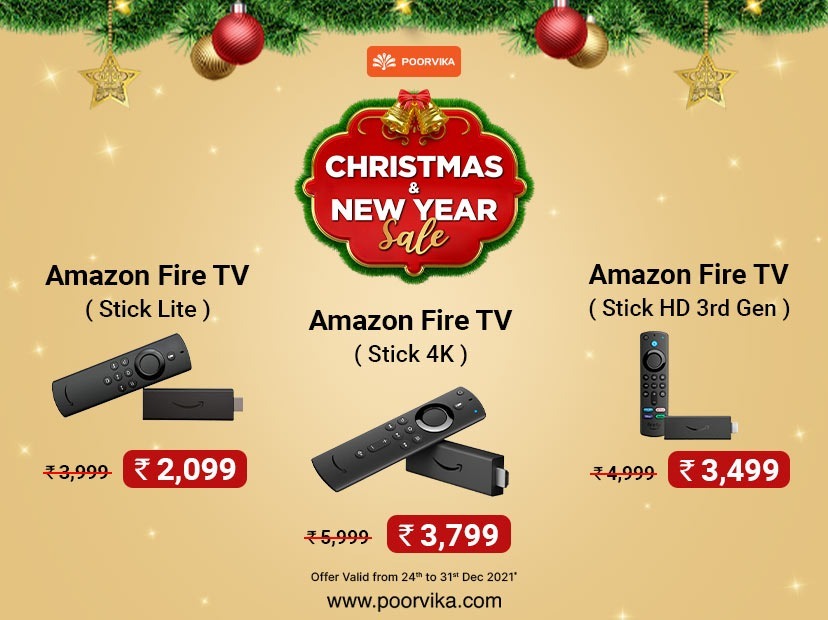 POORVIKA
CHRISTMAS
&
NEW YEAR
Sale
Amazon Fire TV
( Stick Lite )
₹ 3,999 ₹ 2,099
Amazon Fire TV
( Stick 4K )
₹ 5,999 ₹ 3,799
Amazon Fire TV
( Stick HD 3rd Gen )
₹ 4,999 ₹ 3,499
Offer Valid from 24th to 31st Dec 2021*
www.poorvika.com